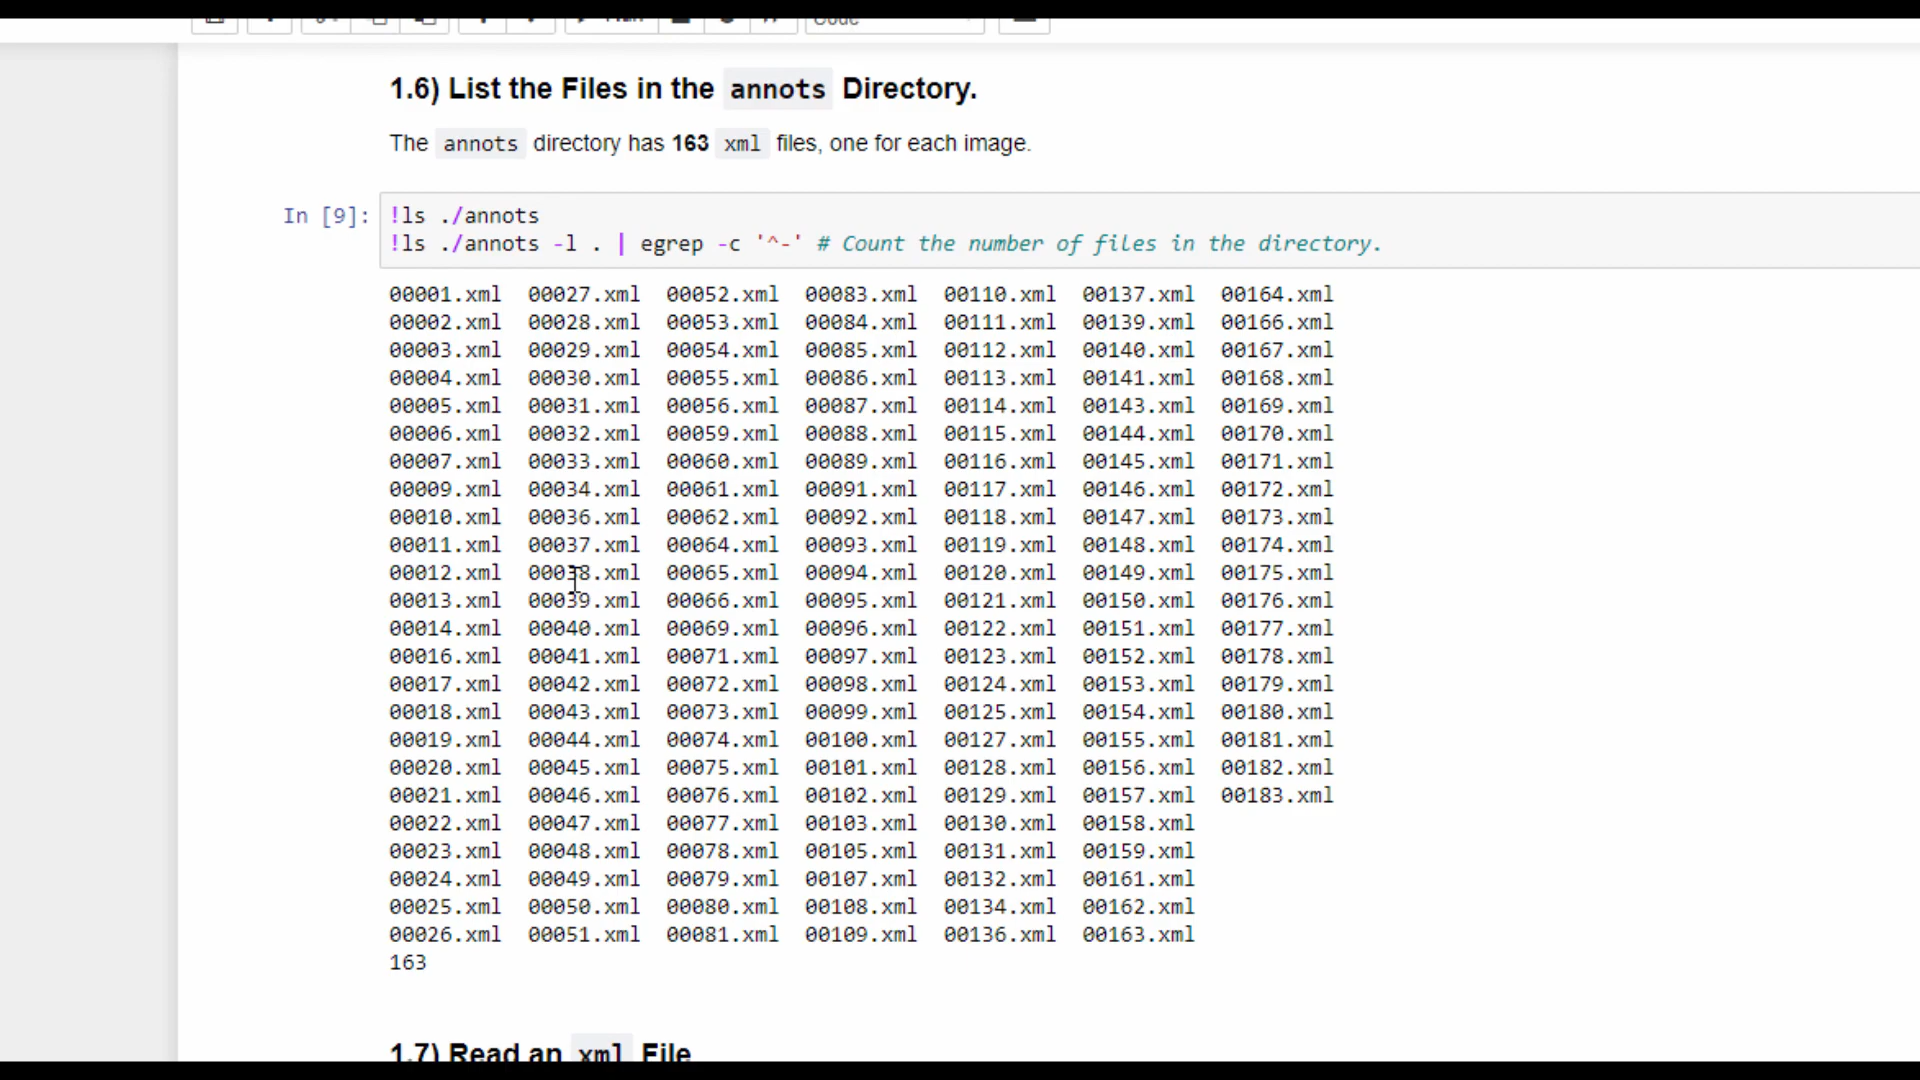 Code
1.6) List the Files in the annots Directory.
The annots directory has 163 xml files, one for each image.
In [9]: !ls ./annots
!ls ./annots -l . | egrep -c '^-' # Count the number of files in the directory.
00001.xml 00027.xml 00052.xml 00083.xml 00110.xml 00137.xml 00164.xml
00002.xml 00028.xml 00053.xml 00084.xml 00111.xml 00139.xml 00166.xml
00003.xml 00029.xml 00054.xml 00085.xml 00112.xml 00140.xml 00167.xml
00004.xml 00030.xml 00055.xml 00086.xml 00113.xml 00141.xml 00168.xml
00005.xml 00031.xml 00056.xml 00087.xml 00114.xml 00143.xml 00169.xml
00006.xml 00032.xml 00059.xml 00088.xml 00115.xml 00144.xml 00170.xml
00007.xml 00033.xml 00060.xml 00089.xml 00116.xml 00145.xml 00171.xml
00009.xml 00034.xml 00061.xml 00091.xml 00117.xml 00146.xml 00172.xml
00010.xml 00036.xml 00062.xml 00092.xml 00118.xml 00147.xml 00173.xml
00011.xml 00037.xml 00064.xml 00093.xml 00119.xml 00148.xml 00174.xml
00012.xml 00038.xml 00065.xml 00094.xml 00120.xml 00149.xml 00175.xml
00013.xml 00039.xml 00066.xml 00095.xml 00121.xml 00150.xml 00176.xml
00014.xml 00040.xml 00069.xml 00096.xml 00122.xml 00151.xml 00177.xml
00016.xml 00041.xml 00071.xml 00097.xml 00123.xml 00152.xml 00178.xml
00017.xml 00042.xml 00072.xml 00098.xml 00124.xml 00153.xml 00179.xml
00018.xml 00043.xml 00073.xml 00099.xml 00125.xml 00154.xml 00180.xml
00019.xml 00044.xml 00074.xml 00100.xml 00127.xml 00155.xml 00181.xml
00020.xml 00045.xml 00075.xml 00101.xml 00128.xml 00156.xml 00182.xml
00021.xml 00046.xml 00076.xml 00102.xml 00129.xml 00157.xml 00183.xml
00022.xml 00047.xml 00077.xml 00103.xml 00130.xml 00158.xml
00023.xml 00048.xml 00078.xml 00105.xml 00131.xml 00159.xml
00024.xml 00049.xml 00079.xml 00107.xml 00132.xml 00161.xml
00025.xml 00050.xml 00080.xml 00108.xml 00134.xml 00162.xml
00026.xml 00051.xml 00081.xml 00109.xml 00136.xml 00163.xml
163
1.7) Read an xml File